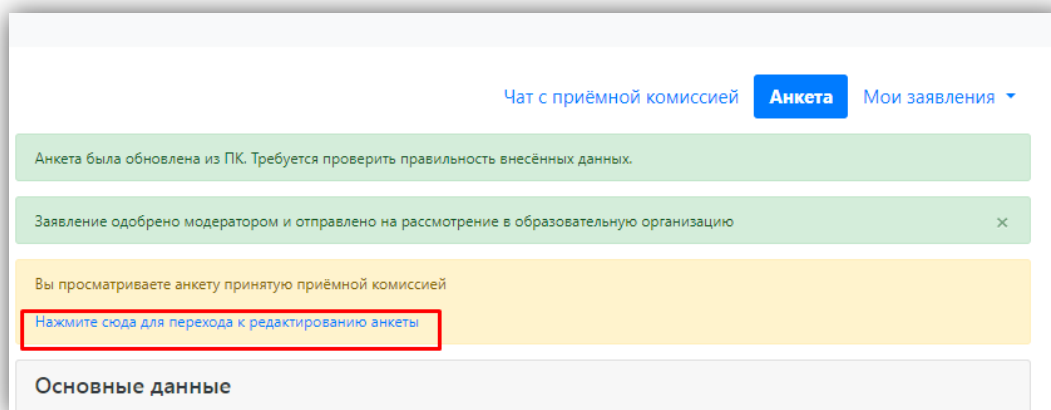 Чат с приёмной комиссией Анкета Мои заявления
Анкета была обновлена из ПК. Требуется проверить правильность внесённых данных.
Заявление одобрено модератором и отправлено на рассмотрение в образовательную организацию ×
Вы просматриваете анкету принятую приёмной комиссией
Нажмите сюда для перехода к редактированию анкеты
Основные данные